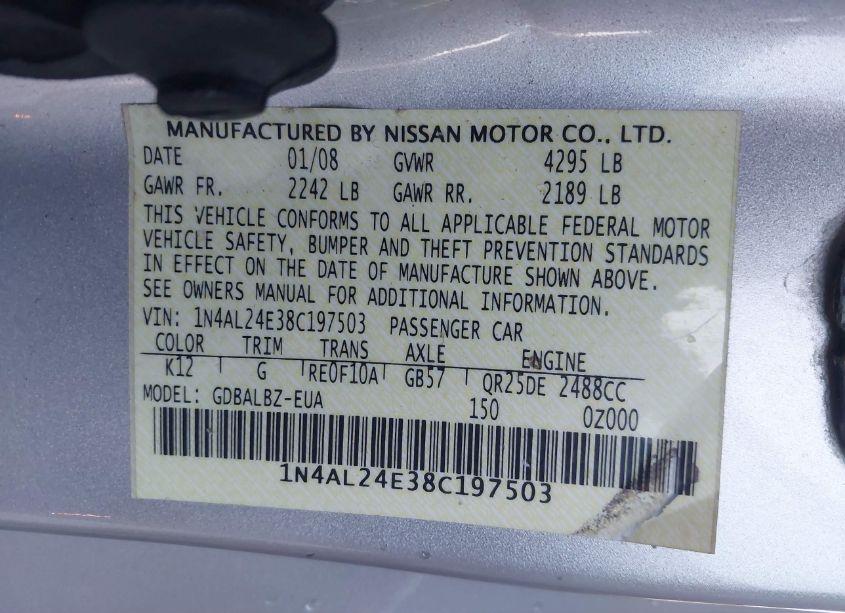 MANUFACTURED BY NISSAN MOTOR CO., LTD.
DATE 01/08 GVWR 4295 LB
GAWR FR. 2242 LB GAWR RR. 2189 LB
THIS VEHICLE CONFORMS TO ALL APPLICABLE FEDERAL MOTOR
VEHICLE SAFETY, BUMPER AND THEFT PREVENTION STANDARDS
IN EFFECT ON THE DATE OF MANUFACTURE SHOWN ABOVE.
SEE OWNERS MANUAL FOR ADDITIONAL INFORMATION.
VIN: 1N4AL24E38C197503 PASSENGER CAR
COLOR TRIM TRANS AXLE ENGINE
K12 G RE0F10A GB57 QR25DE 2488CC
MODEL: GDBALBZ-EUA 150 0Z000
1N4AL24E38C197503